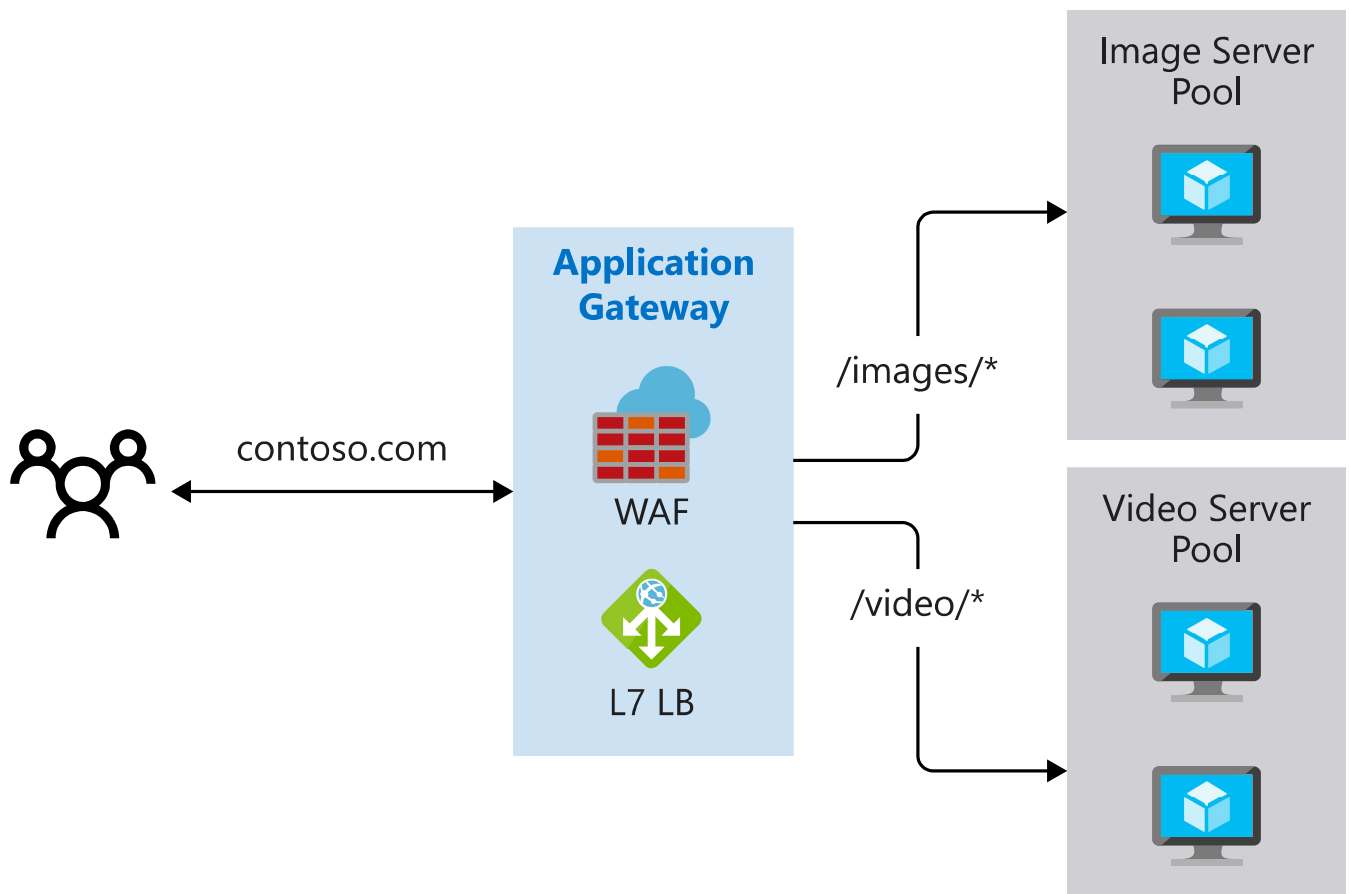 contoso.com
Application
Gateway
WAF
L7 LB
/images/*
/video/*
Image Server
Pool
Video Server
Pool